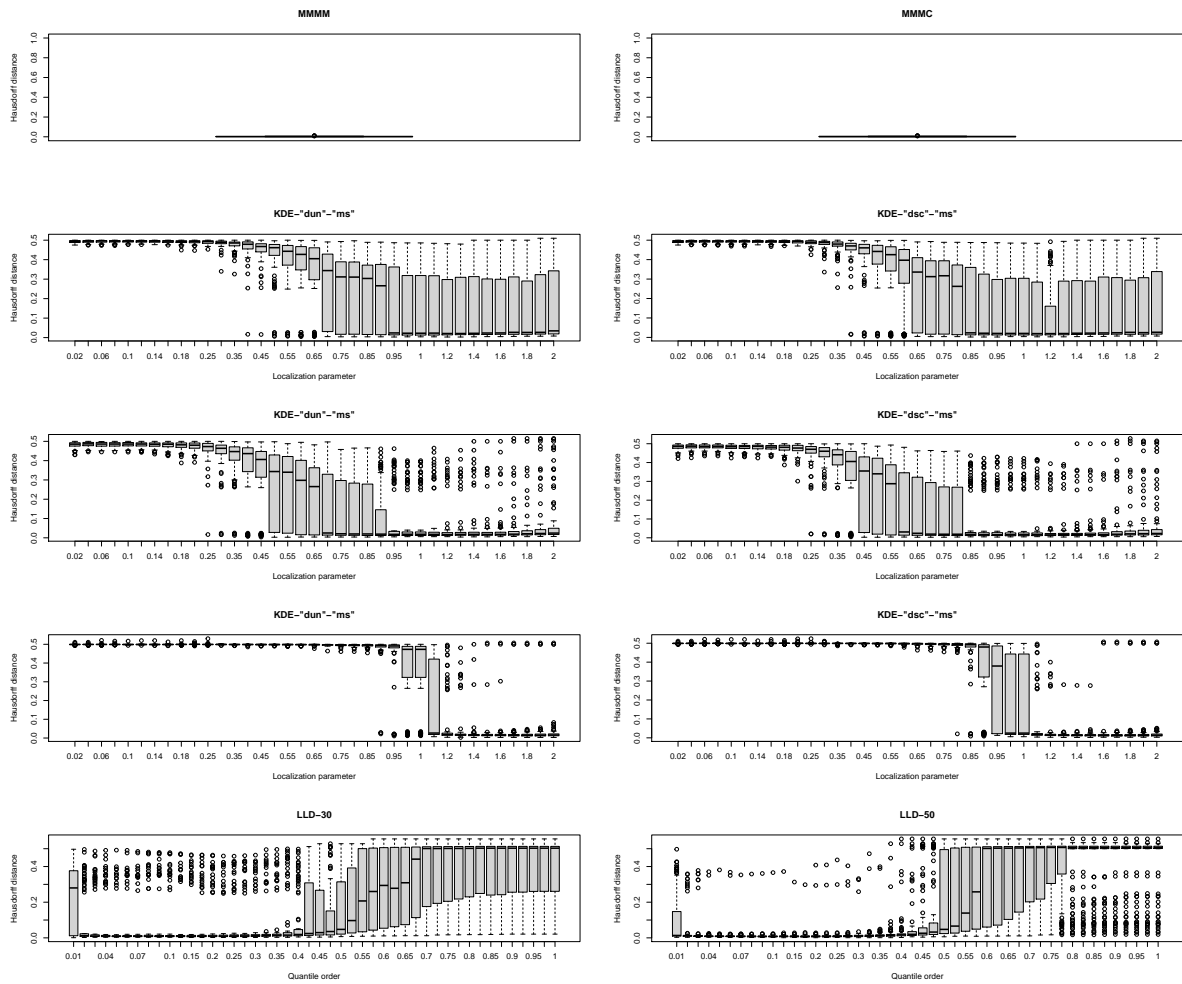 MMMM
MMMC
Hausdorff distance
0.0 0.2 0.4 0.6 0.8 1.0
Hausdorff distance
0.0 0.2 0.4 0.6 0.8 1.0
KDE−"dun"−"ms"
KDE−"dsc"−"ms"
Hausdorff distance
0.0 0.1 0.2 0.3 0.4 0.5
0.02 0.06 0.1 0.14 0.18 0.25 0.35 0.45 0.55 0.65 0.75 0.85 0.95 1 1.2 1.4 1.6 1.8 2
Localization parameter
Hausdorff distance
0.0 0.1 0.2 0.3 0.4 0.5
0.02 0.06 0.1 0.14 0.18 0.25 0.35 0.45 0.55 0.65 0.75 0.85 0.95 1 1.2 1.4 1.6 1.8 2
Localization parameter
KDE−"dun"−"ms"
KDE−"dsc"−"ms"
Hausdorff distance
0.0 0.1 0.2 0.3 0.4 0.5
0.02 0.06 0.1 0.14 0.18 0.25 0.35 0.45 0.55 0.65 0.75 0.85 0.95 1 1.2 1.4 1.6 1.8 2
Localization parameter
Hausdorff distance
0.0 0.1 0.2 0.3 0.4 0.5
0.02 0.06 0.1 0.14 0.18 0.25 0.35 0.45 0.55 0.65 0.75 0.85 0.95 1 1.2 1.4 1.6 1.8 2
Localization parameter
KDE−"dun"−"ms"
KDE−"dsc"−"ms"
Hausdorff distance
0.0 0.1 0.2 0.3 0.4 0.5
0.02 0.06 0.1 0.14 0.18 0.25 0.35 0.45 0.55 0.65 0.75 0.85 0.95 1 1.2 1.4 1.6 1.8 2
Localization parameter
Hausdorff distance
0.0 0.1 0.2 0.3 0.4 0.5
0.02 0.06 0.1 0.14 0.18 0.25 0.35 0.45 0.55 0.65 0.75 0.85 0.95 1 1.2 1.4 1.6 1.8 2
Localization parameter
LLD−30
LLD−50
Hausdorff distance
0.0 0.2 0.4
0.01 0.04 0.07 0.1 0.15 0.2 0.25 0.3 0.35 0.4 0.45 0.5 0.55 0.6 0.65 0.7 0.75 0.8 0.85 0.9 0.95 1
Quantile order
Hausdorff distance
0.0 0.2 0.4
0.01 0.04 0.07 0.1 0.15 0.2 0.25 0.3 0.35 0.4 0.45 0.5 0.55 0.6 0.65 0.7 0.75 0.8 0.85 0.9 0.95 1
Quantile order